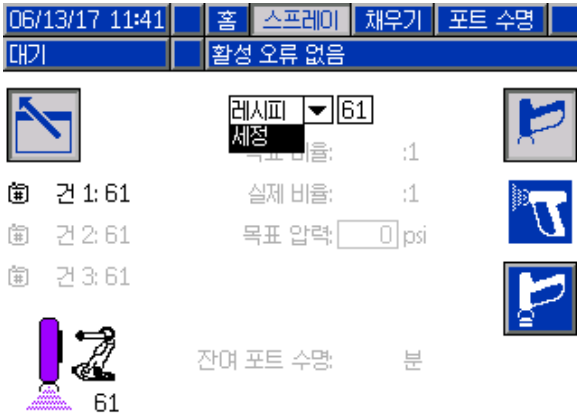 06/13/17 11:41 홈 스프레이 채우기 포트 수명
대기 활성 오류 없음
레시피 61
세정
목표 비율: :1
건 1: 61 실제 비율: :1
건 2: 61 목표 압력: 0 psi
건 3: 61
잔여 포트 수명: 분
61